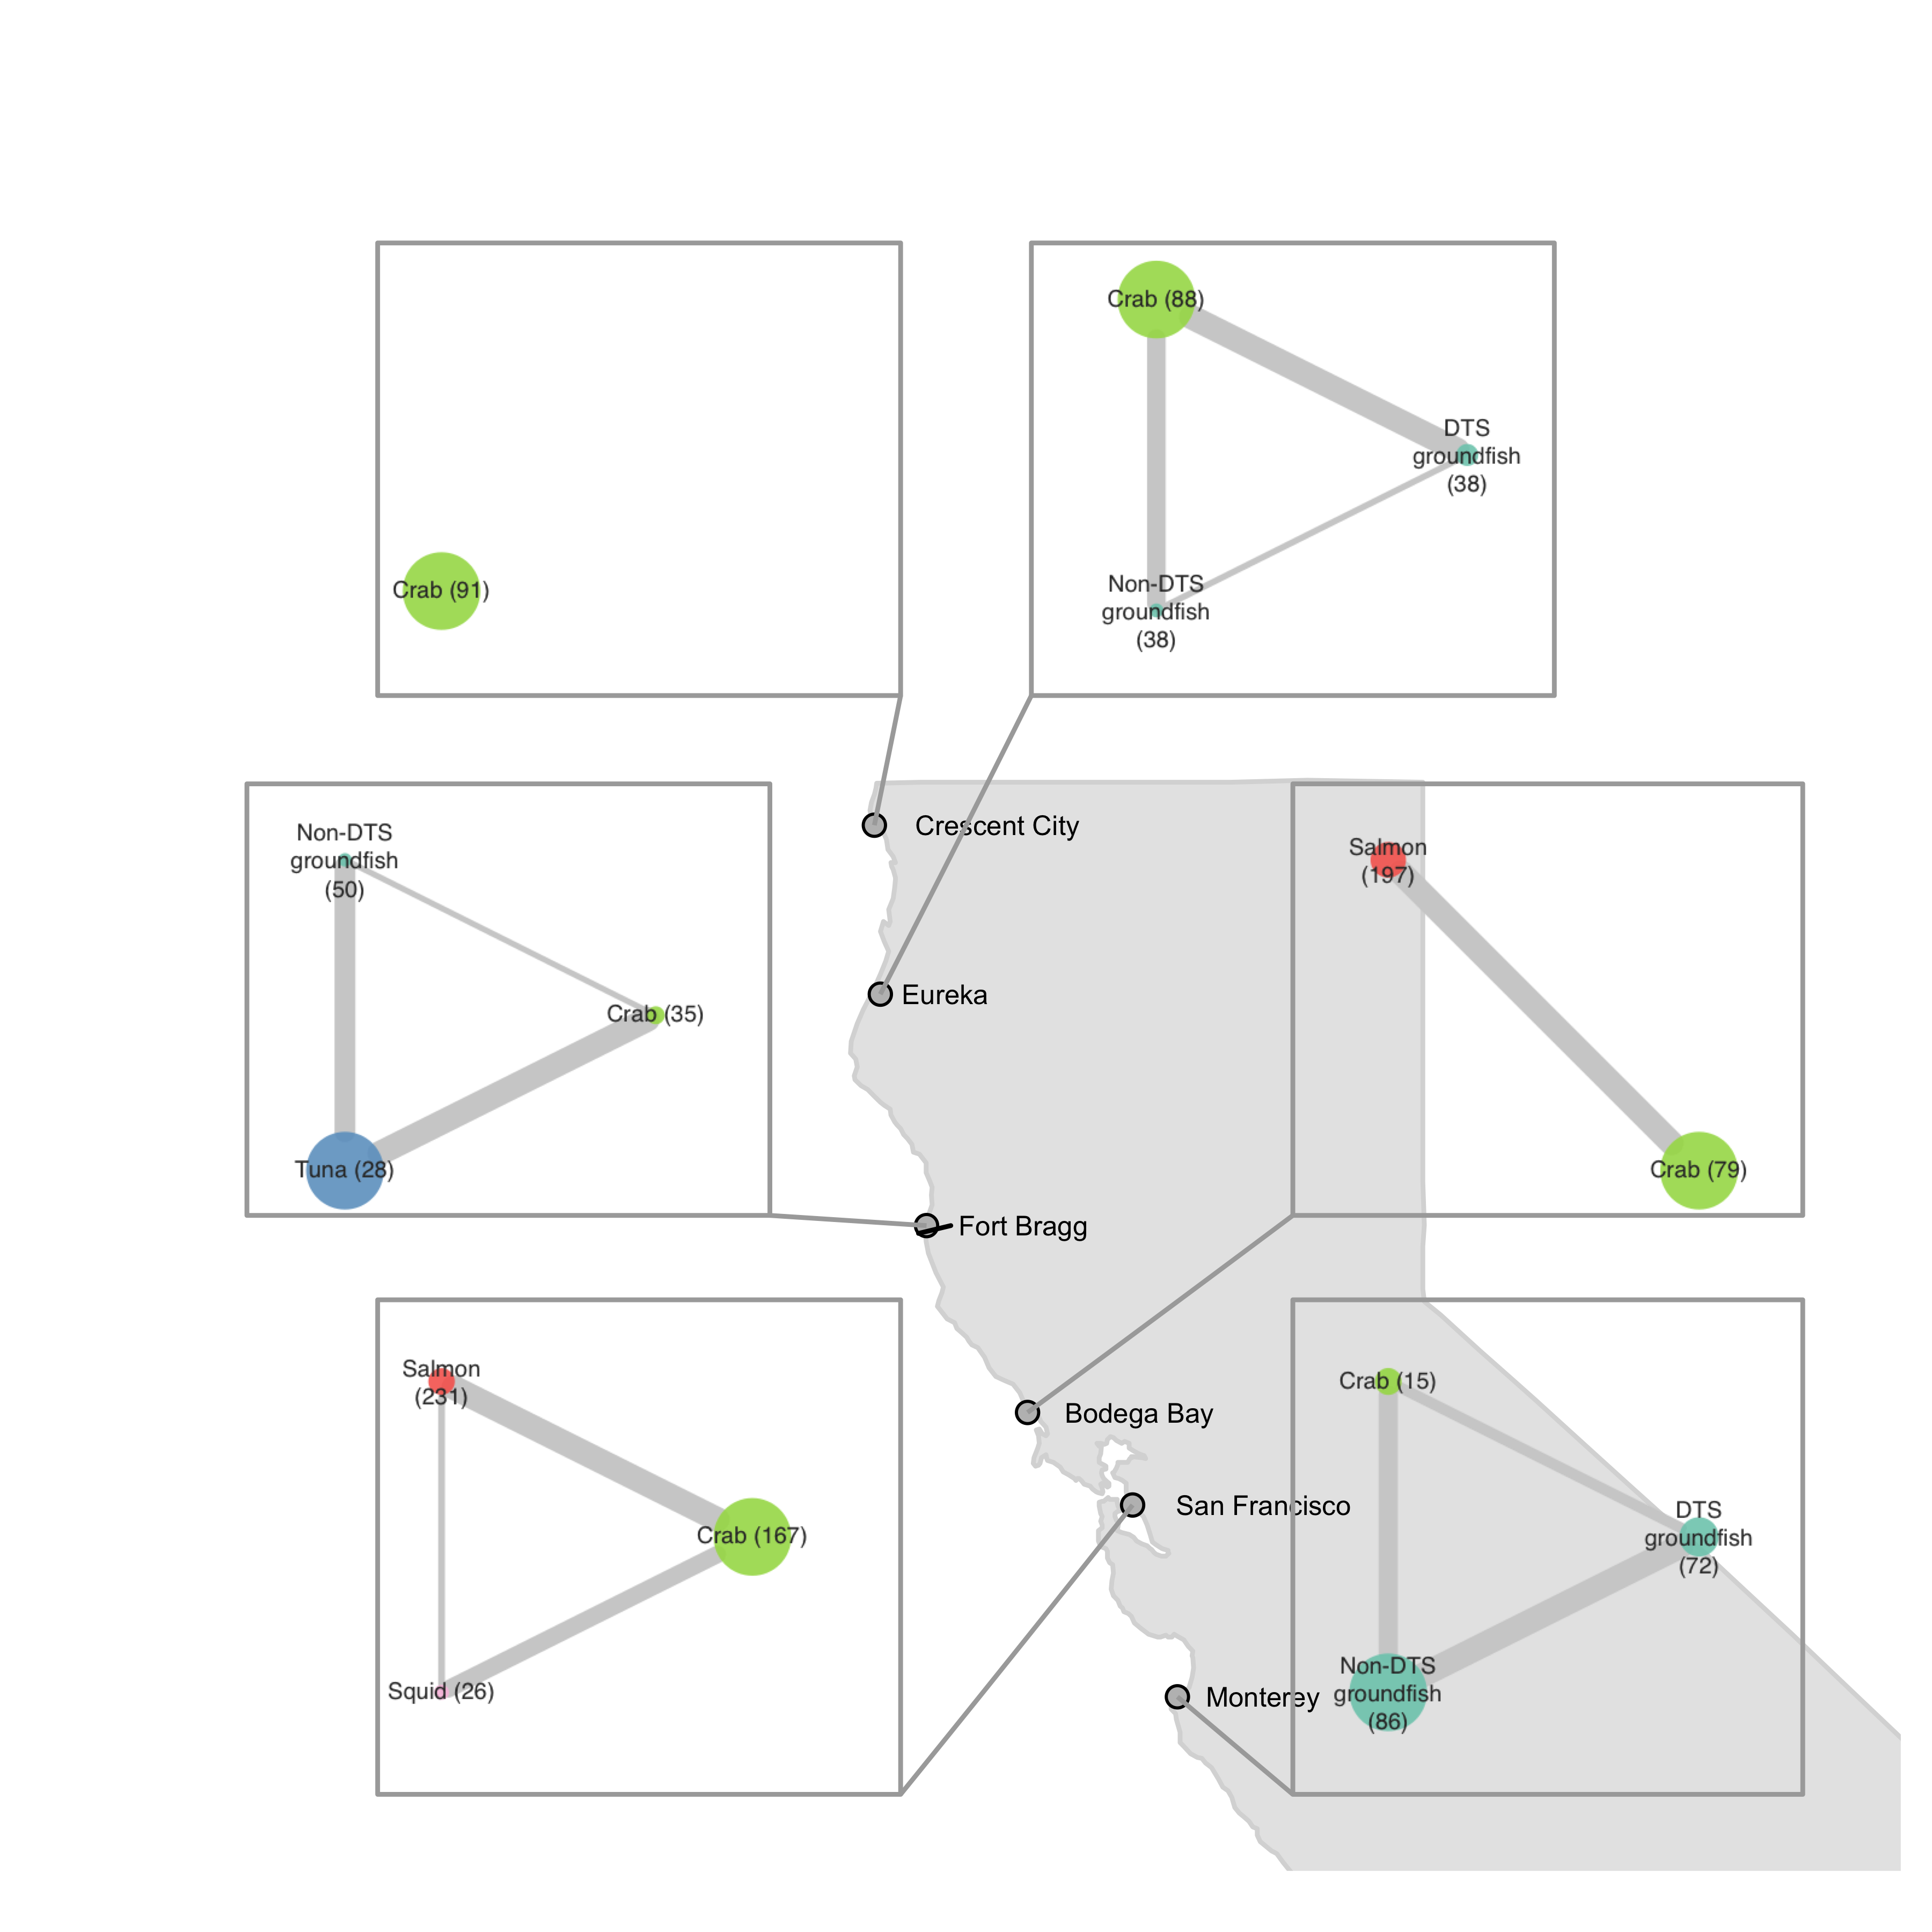 Crab (91)
Crab (88)
DTS
groundfish
(38)
Non-DTS
groundfish
(38)
Crescent City
Eureka
Fort Bragg
Bodega Bay
San Francisco
Monterey
Non-DTS
groundfish
(50)
Crab (35)
Tuna (28)
Salmon
(197)
Crab (79)
Salmon
(231)
Crab (167)
Squid (26)
Crab (15)
DTS
groundfish
(72)
Non-DTS
groundfish
(86)